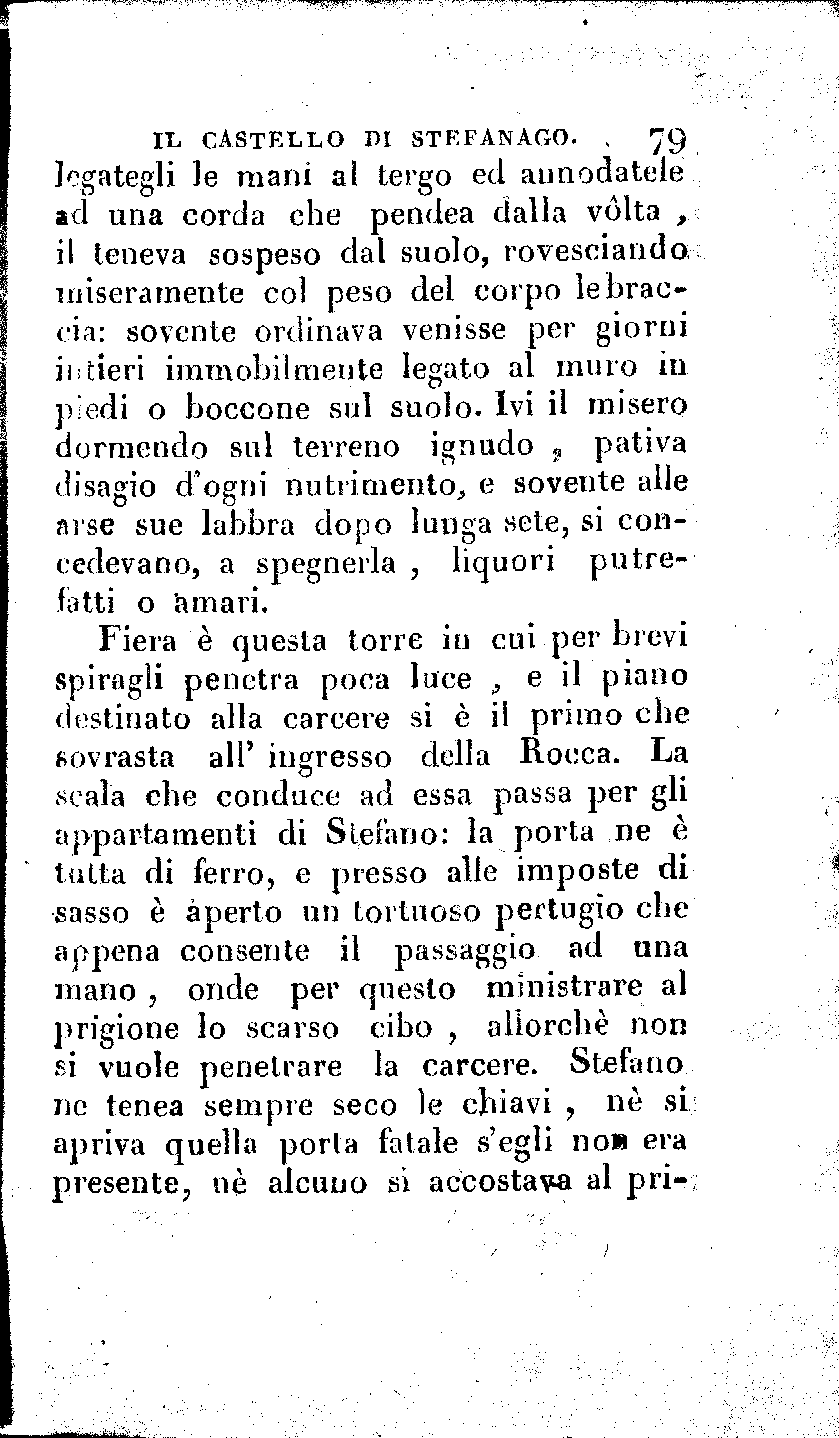 IL CASTELLO DI STEFANAGO. 79
legategli le mani al tergo ed annodatele
ad una corda che pendea dalla vôlta ,
il teneva sospeso dal suolo, rovesciando
miseramente col peso del corpo le brac-
cia: sovente ordinava venisse per giorni
intieri immobilmente legato al muro in
piedi o boccone sul suolo. Ivi il misero
dormendo sul terreno ignudo , pativa
disagio d'ogni nutrimento, e sovente alle
arse sue labbra dopo lunga sete, si con-
cedevano, a spegnerla , liquori putre-
fatti o amari.
Fiera è questa torre in cui per brevi
spiragli penetra poca luce , e il piano
destinato alla carcere si è il primo che
sovrasta all' ingresso della Rocca. La
scala che conduce ad essa passa per gli
appartamenti di Stefano: la porta ne è
tutta di ferro, e presso alle imposte di
sasso è aperto un tortuoso pertugio che
appena consente il passaggio ad una
mano , onde per questo ministrare al
prigione lo scarso cibo , allorchè non
si vuole penetrare la carcere. Stefano
ne tenea sempre seco le chiavi , nè si
apriva quella porta fatale s'egli non era
presente, nè alcuno si accostava al pri-